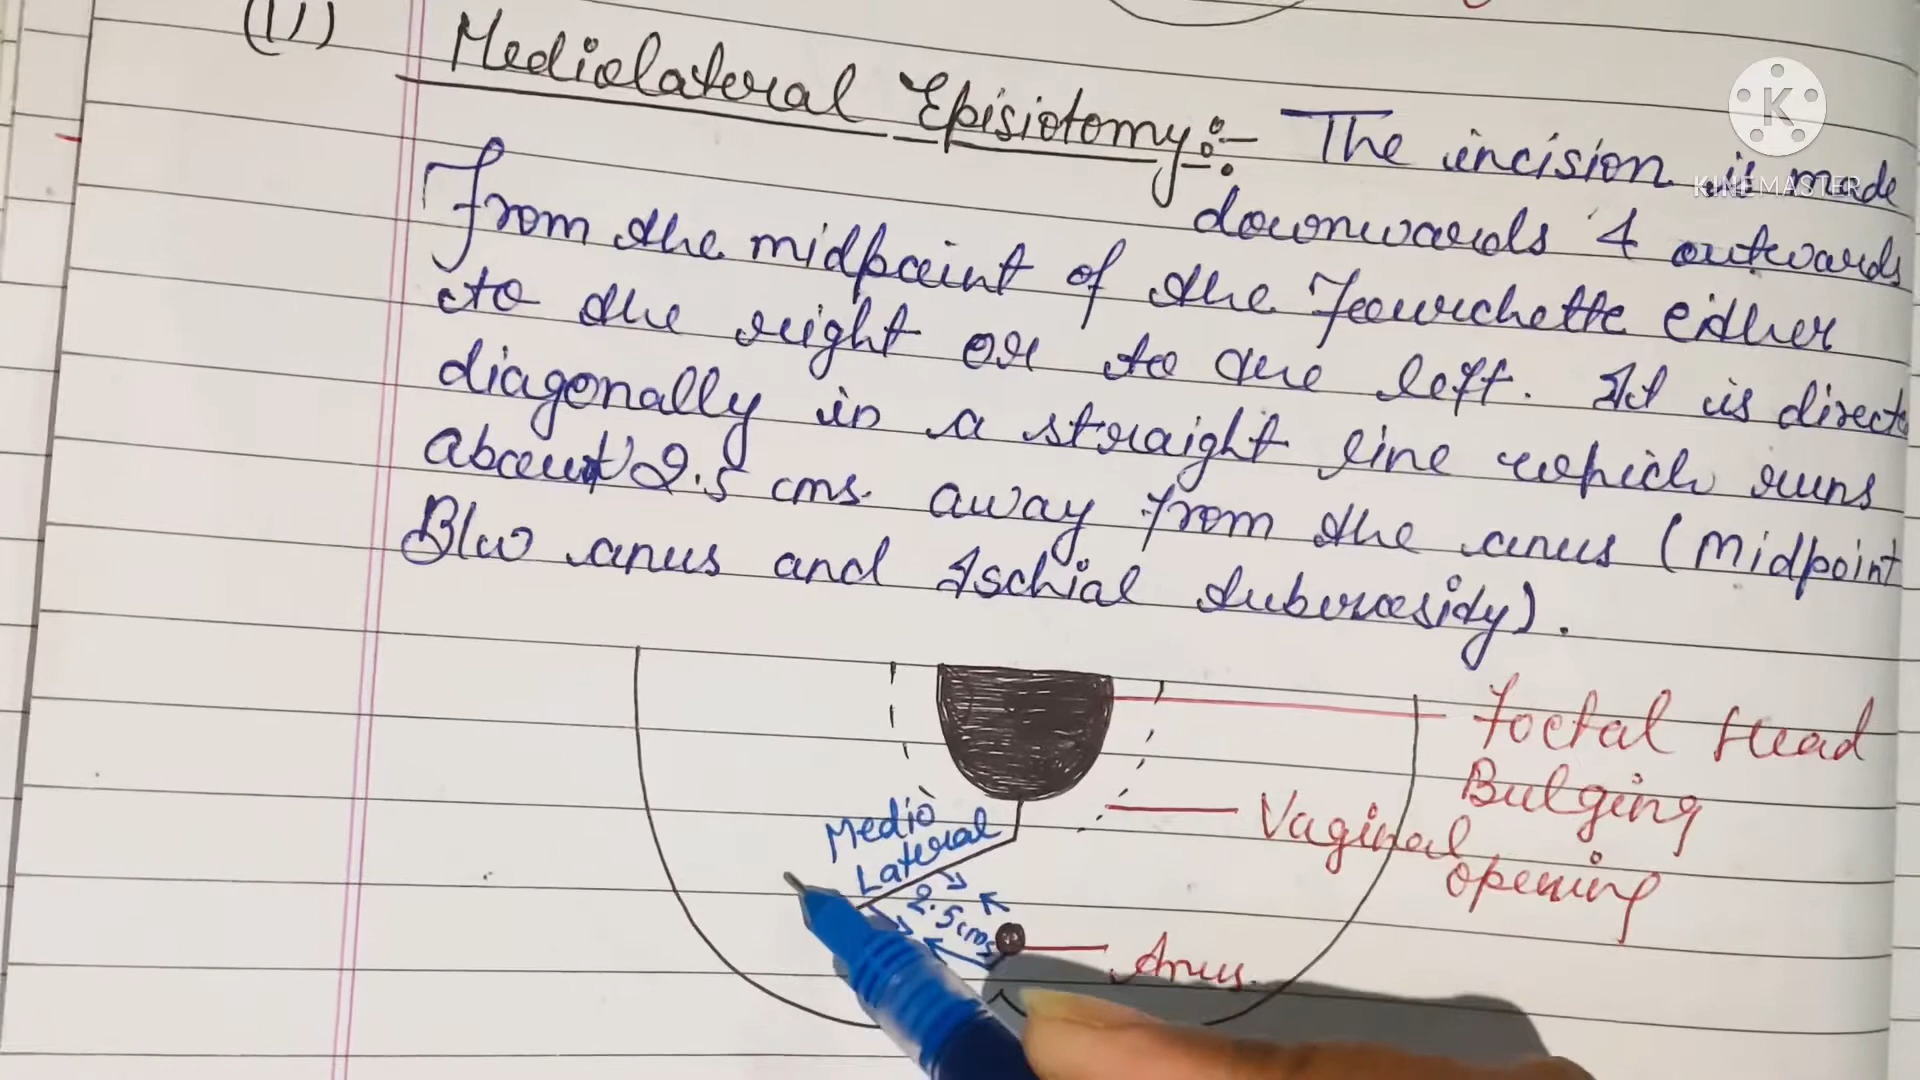 (1)
Mediolateral Episiotomy:- The incision is made
downwards & outwards
From the midpoint of the Fourchette either
to the right or to the left. It is directe
diagonally in a straight line which runs
about 2.5 cms. away from the anus (midpoint
B/w anus and Ischial tuberosity).
Foetal Head
Bulging
Vaginal
opening
Medio
Lateral
2.5cms
Anus.
K
KINEMASTER